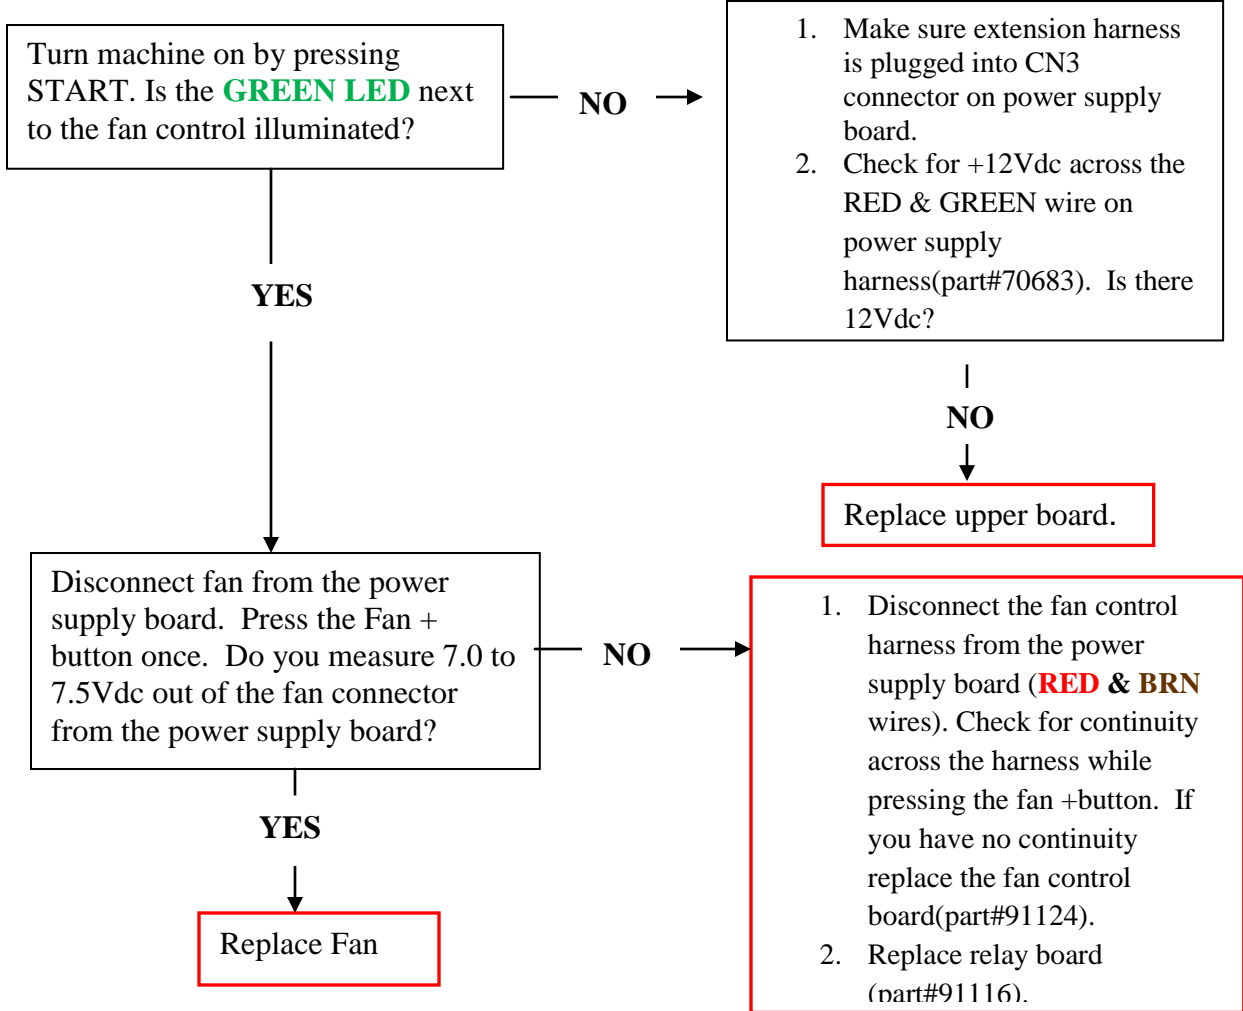 Turn machine on by pressing
START. Is the GREEN LED next
to the fan control illuminated?
NO
1. Make sure extension harness
is plugged into CN3
connector on power supply
board.
2. Check for +12Vdc across the
RED & GREEN wire on
power supply
harness(part#70683). Is there
12Vdc?
YES
NO
Replace upper board.
Disconnect fan from the power
supply board. Press the Fan +
button once. Do you measure 7.0 to
7.5Vdc out of the fan connector
from the power supply board?
NO
1. Disconnect the fan control
harness from the power
supply board (RED & BRN
wires). Check for continuity
across the harness while
pressing the fan +button. If
you have no continuity
replace the fan control
board(part#91124).
2. Replace relay board
(part#91116).
YES
Replace Fan